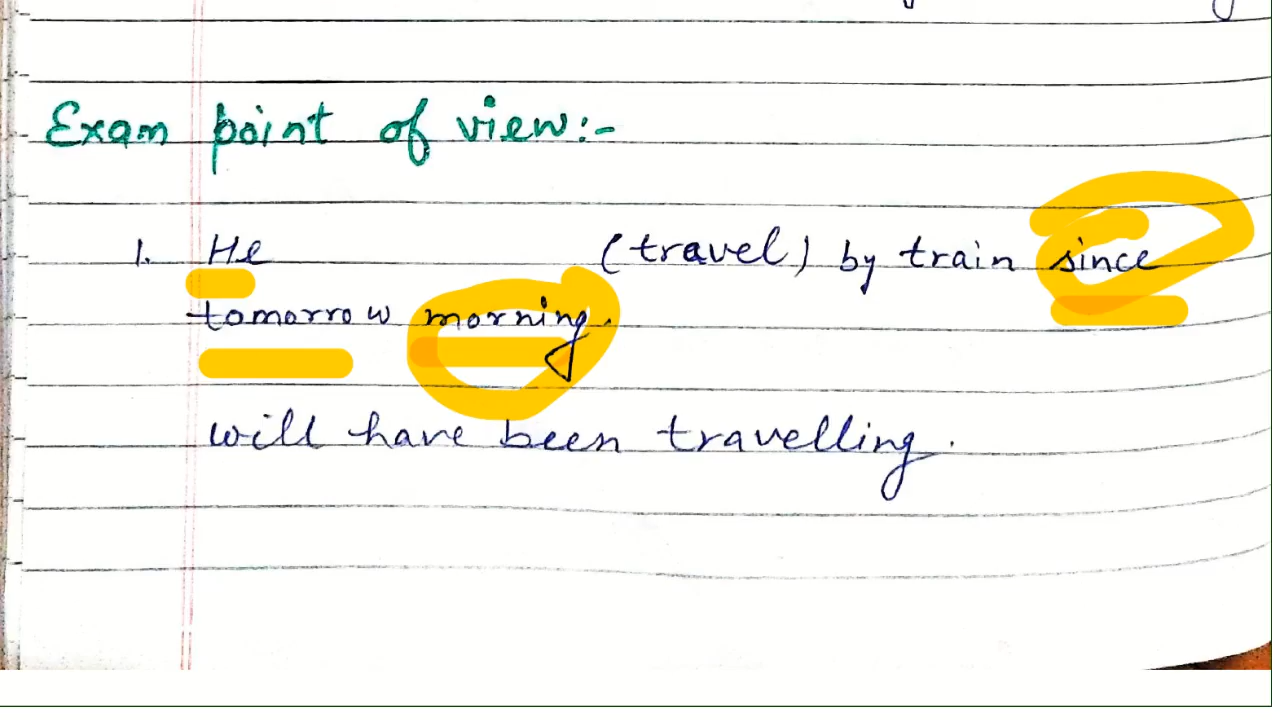 Exam point of view:-
1. He (travel) by train since
tomorrow morning.
will have been travelling.